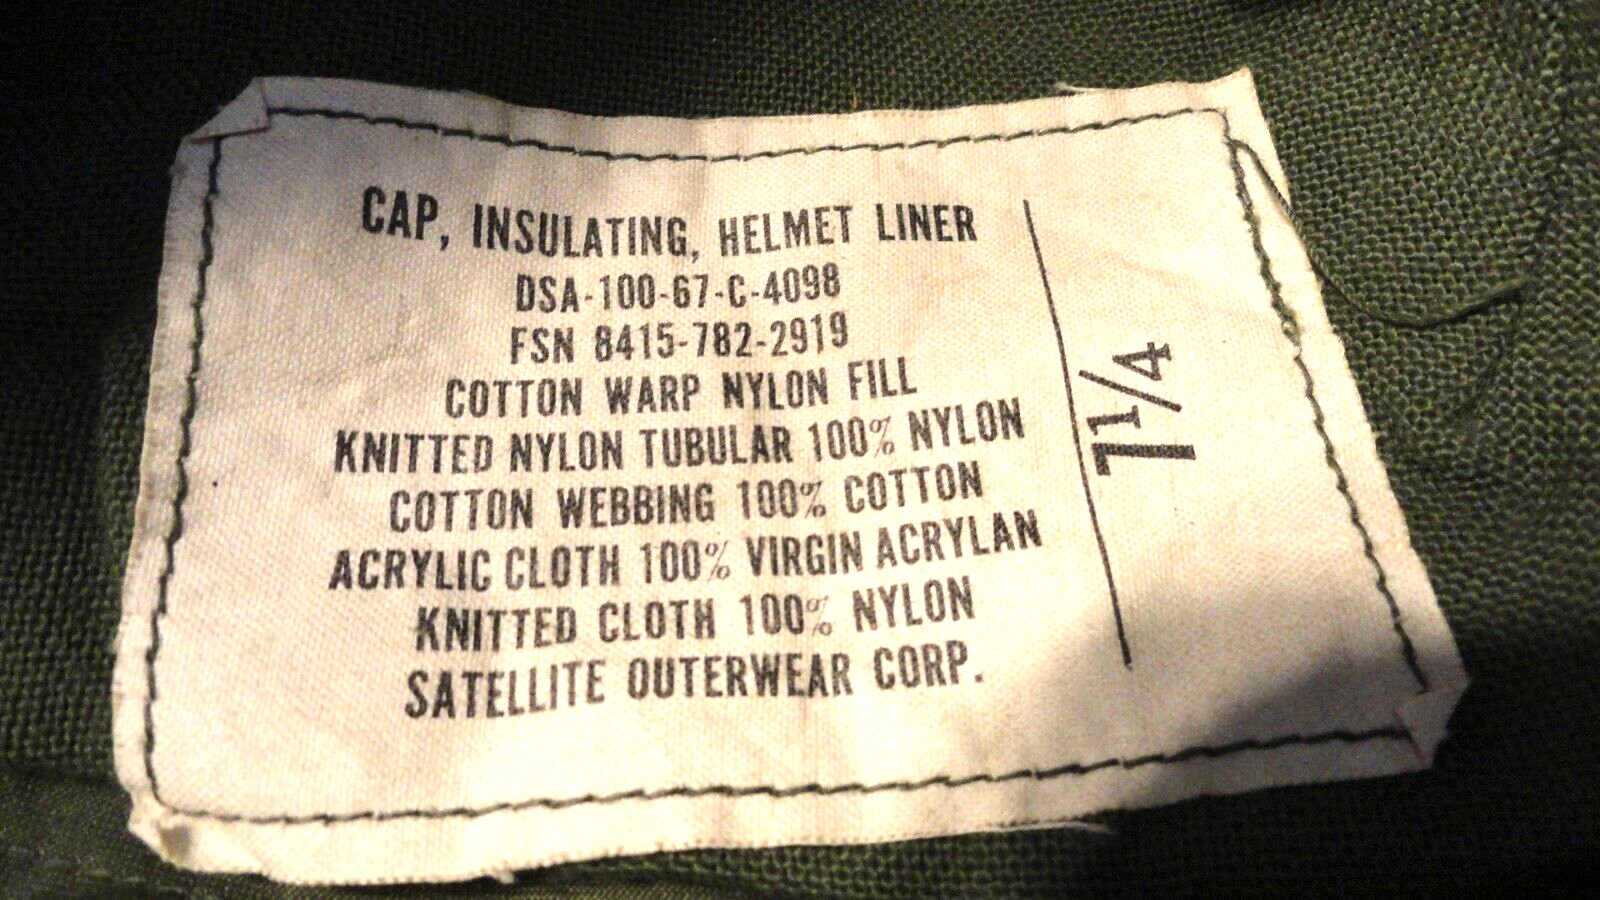 CAP, INSULATING, HELMET LINER
DSA-100-67-C-4098
FSN 8415-782-2919
COTTON WARP NYLON FILL
KNITTED NYLON TUBULAR 100% NYLON
COTTON WEBBING 100% COTTON
ACRYLIC CLOTH 100% VIRGIN ACRYLAN
KNITTED CLOTH 100% NYLON
SATELLITE OUTERWEAR CORP.
7 1/4